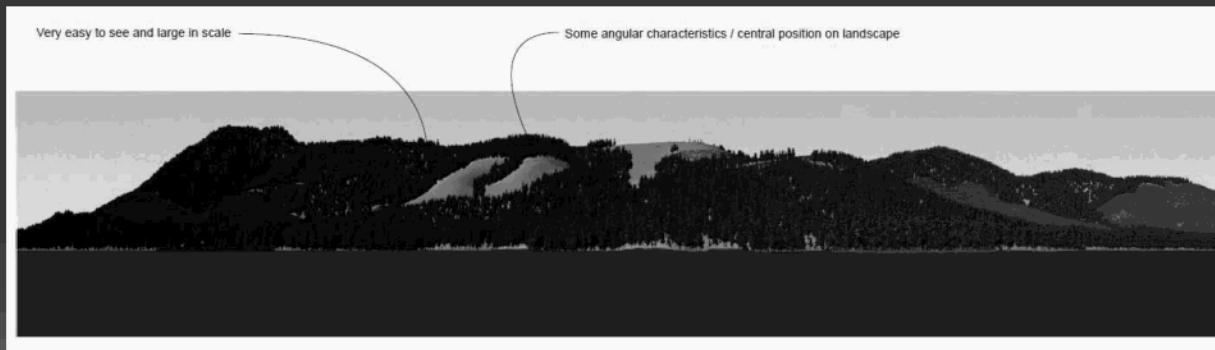 Very easy to see and large in scale
Some angular characteristics / central position on landscape